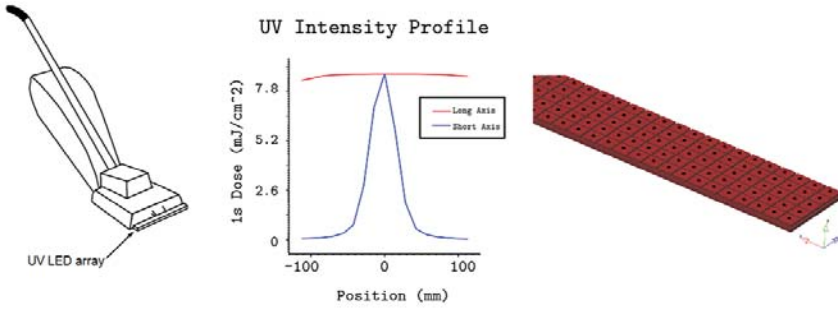 UV LED array
UV Intensity Profile
1s Dose (mJ/cm^2)
7.8
5.2
2.6
0
Long Axis
Short Axis
-100
0
100
Position (mm)